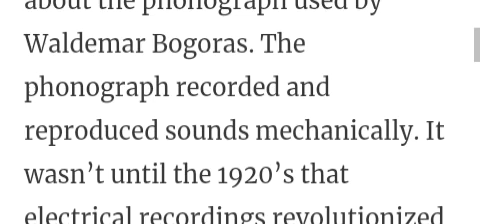 about the phonograph used by
Waldemar Bogoras. The
phonograph recorded and
reproduced sounds mechanically. It
wasn’t until the 1920’s that
electrical recordings revolutionized